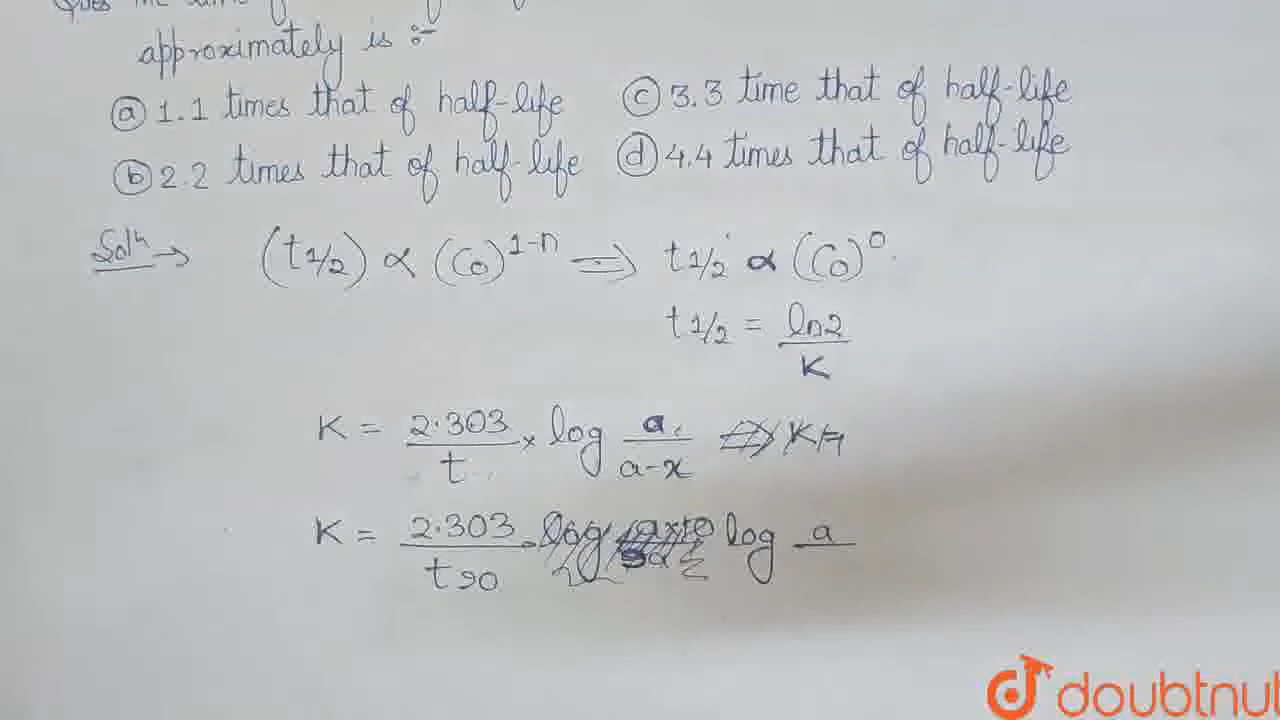 Ques
approximately is :-
(a) 1.1 times that of half-life (c) 3.3 time that of half-life
(b) 2.2 times that of half-life (d) 4.4 times that of half-life
Solⁿ → (t1/2) ∝ (C₀)^1-n ⟹ t1/2 ∝ (C₀)^0
t1/2 = ln2 / K
K = 2.303 / t × log a / a-x
K = 2.303 / t90 log a
doubtnut